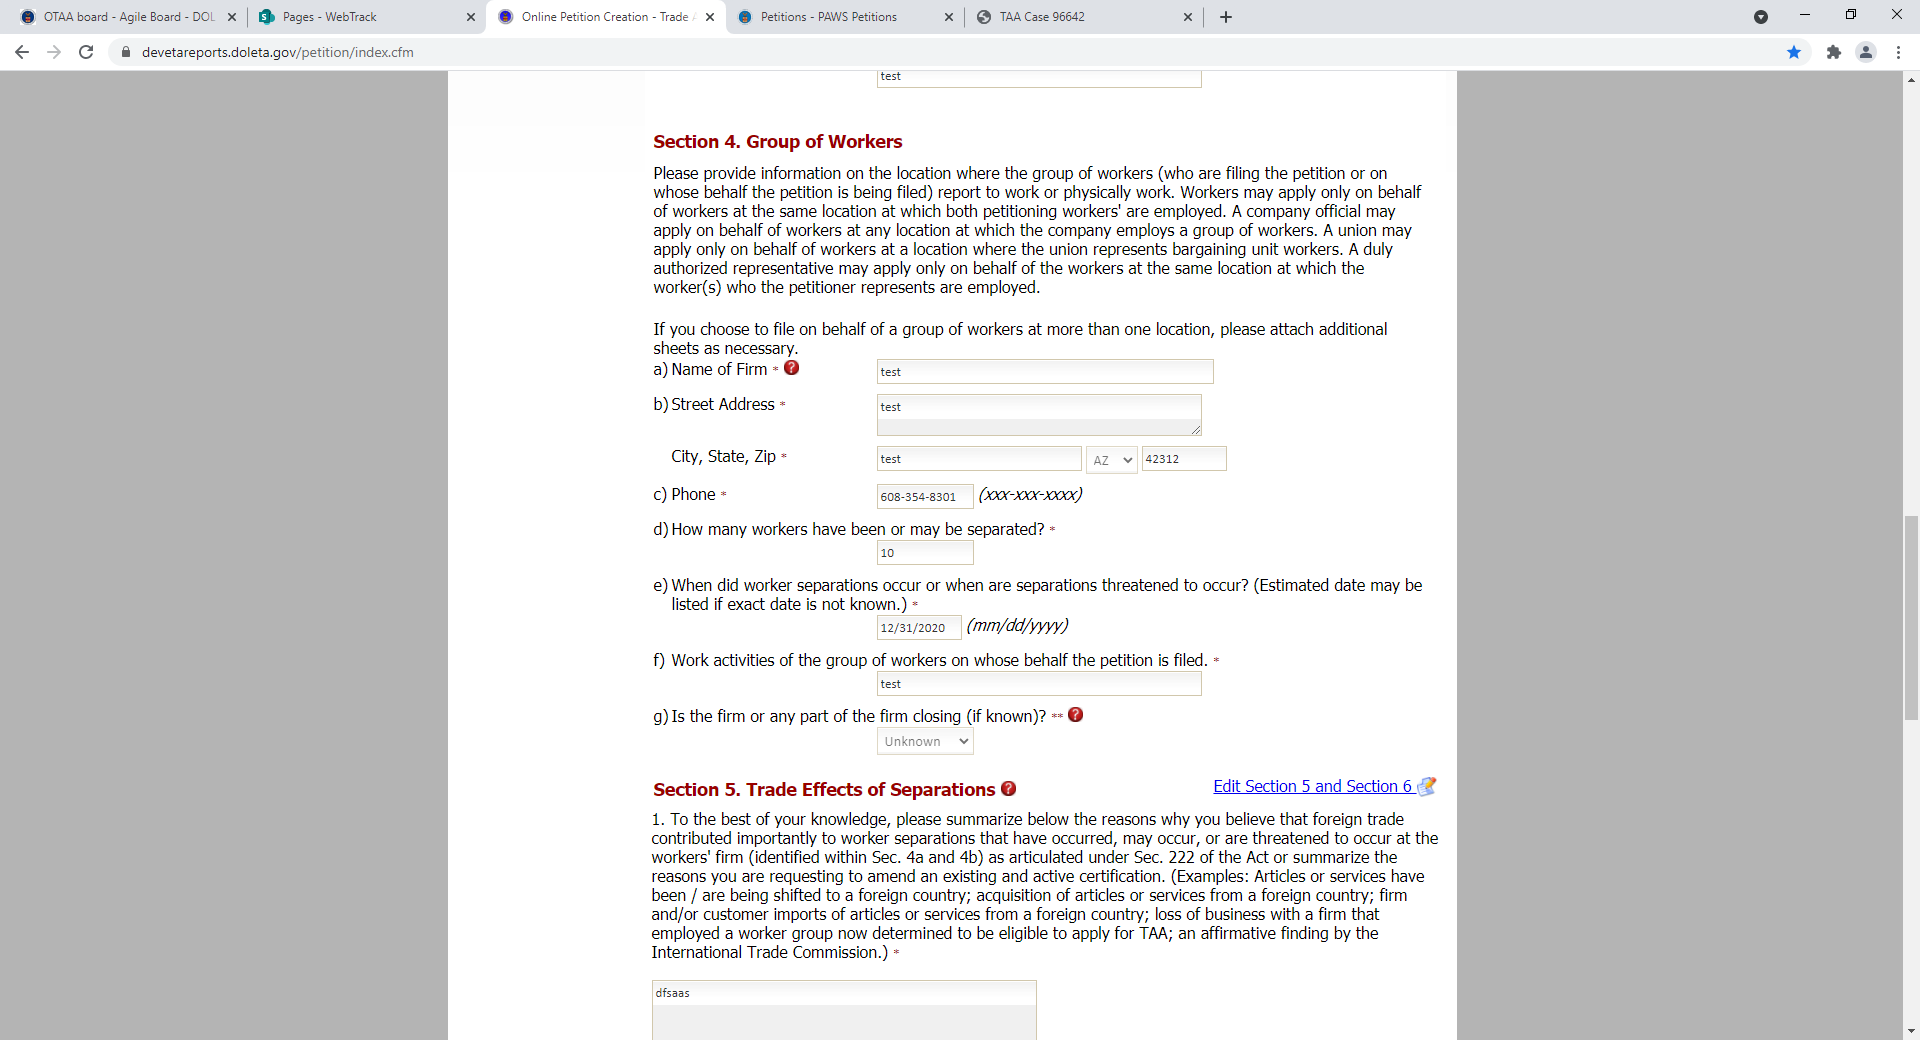 OTAA board - Agile Board - DOL
Pages - WebTrack
Online Petition Creation - Trade
Petitions - PAWS Petitions
TAA Case 96642
devetareports.doleta.gov/petition/index.cfm
test
Section 4. Group of Workers
Please provide information on the location where the group of workers (who are filing the petition or on
whose behalf the petition is being filed) report to work or physically work. Workers may apply only on behalf
of workers at the same location at which both petitioning workers' are employed. A company official may
apply on behalf of workers at any location at which the company employs a group of workers. A union may
apply only on behalf of workers at a location where the union represents bargaining unit workers. A duly
authorized representative may apply only on behalf of the workers at the same location at which the
worker(s) who the petitioner represents are employed.
If you choose to file on behalf of a group of workers at more than one location, please attach additional
sheets as necessary.
a) Name of Firm * ? test
b) Street Address * test
City, State, Zip * test AZ 42312
c) Phone * 608-354-8301 (xxx-xxx-xxxx)
d) How many workers have been or may be separated? *
10
e) When did worker separations occur or when are separations threatened to occur? (Estimated date may be
listed if exact date is not known.) *
12/31/2020 (mm/dd/yyyy)
f) Work activities of the group of workers on whose behalf the petition is filed. *
test
g) Is the firm or any part of the firm closing (if known)? ** ?
Unknown
Section 5. Trade Effects of Separations ? Edit Section 5 and Section 6
1. To the best of your knowledge, please summarize below the reasons why you believe that foreign trade
contributed importantly to worker separations that have occurred, may occur, or are threatened to occur at the
workers' firm (identified within Sec. 4a and 4b) as articulated under Sec. 222 of the Act or summarize the
reasons you are requesting to amend an existing and active certification. (Examples: Articles or services have
been / are being shifted to a foreign country; acquisition of articles or services from a foreign country; firm
and/or customer imports of articles or services from a foreign country; loss of business with a firm that
employed a worker group now determined to be eligible to apply for TAA; an affirmative finding by the
International Trade Commission.) *
dfsaas